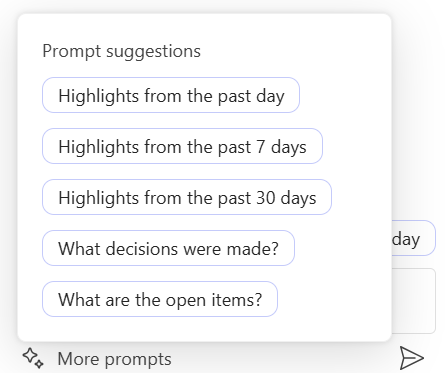 Prompt suggestions
Highlights from the past day
Highlights from the past 7 days
Highlights from the past 30 days
What decisions were made?
day
What are the open items?
More prompts